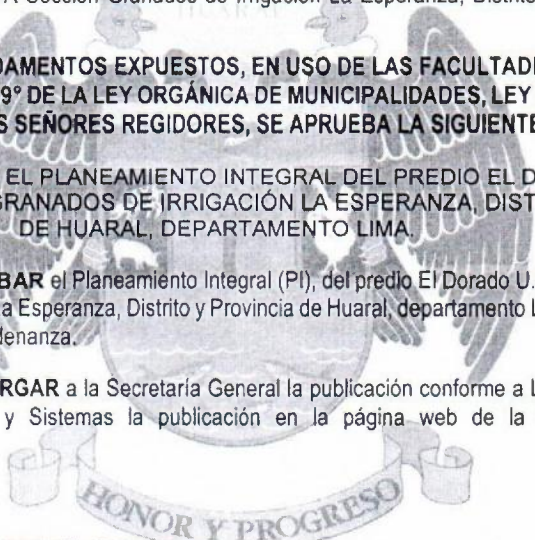 HUARAL
A Sección Granados de Irrigación La Esperanza, Distrito
DAMENTOS EXPUESTOS, EN USO DE LAS FACULTADE
9° DE LA LEY ORGÁNICA DE MUNICIPALIDADES, LEY
S SEÑORES REGIDORES, SE APRUEBA LA SIGUIENTE
EL PLANEAMIENTO INTEGRAL DEL PREDIO EL D
GRANADOS DE IRRIGACIÓN LA ESPERANZA, DIST
DE HUARAL, DEPARTAMENTO LIMA.
BAR el Planeamiento Integral (PI), del predio El Dorado U.
a Esperanza, Distrito y Provincia de Huaral, departamento L
denanza.
RGAR a la Secretaría General la publicación conforme a L
y Sistemas la publicación en la página web de la
HONOR Y PROGRESO